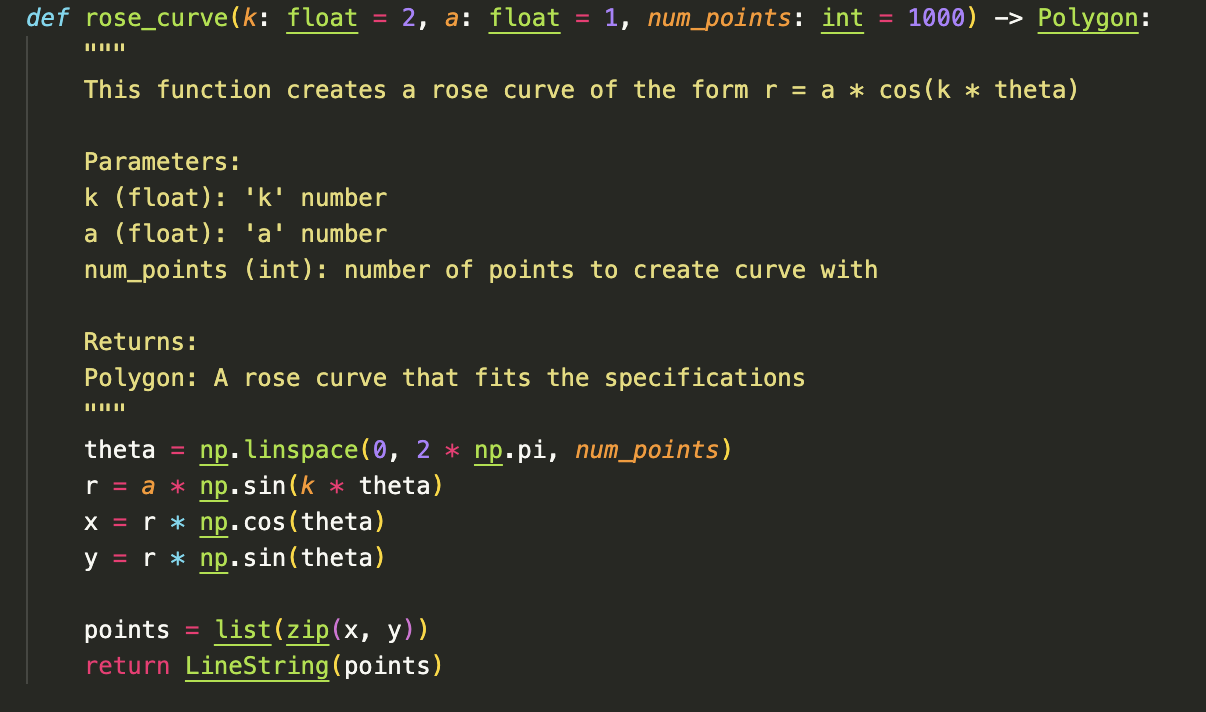 def rose_curve(k: float = 2, a: float = 1, num_points: int = 1000) -> Polygon:
    """
    This function creates a rose curve of the form r = a * cos(k * theta)

    Parameters:
    k (float): 'k' number
    a (float): 'a' number
    num_points (int): number of points to create curve with

    Returns:
    Polygon: A rose curve that fits the specifications
    """
    theta = np.linspace(0, 2 * np.pi, num_points)
    r = a * np.sin(k * theta)
    x = r * np.cos(theta)
    y = r * np.sin(theta)

    points = list(zip(x, y))
    return LineString(points)